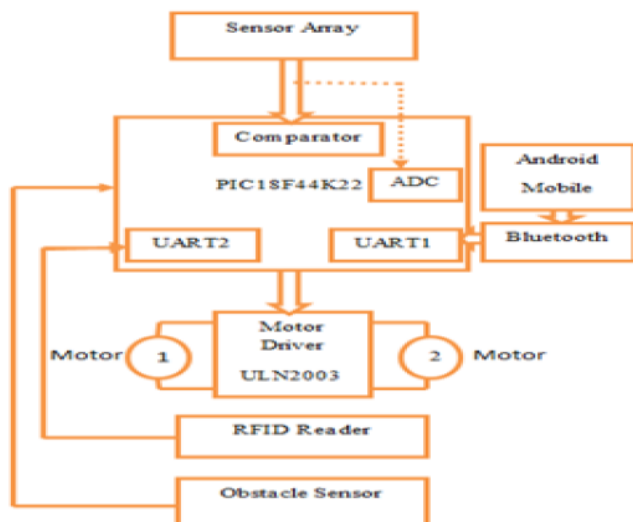 Sensor Array
Comparator
PIC18F44K22
ADC
Android
Mobile
UART2
UART1
Bluetooth
Motor
1
Motor
Driver
ULN2003
2
Motor
RFID Reader
Obstacle Sensor